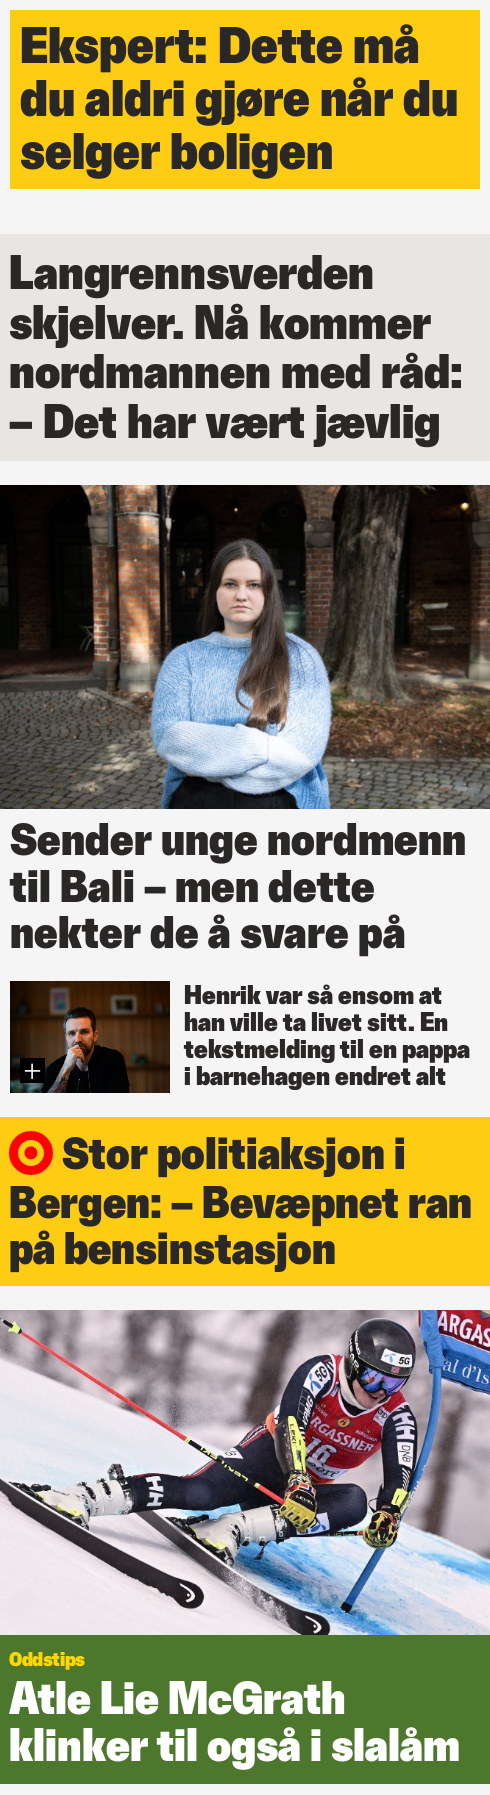 Ekspert: Dette må
du aldri gjøre når du
selger boligen
Langrennsverden
skjelver. Nå kommer
nordmannen med råd:
– Det har vært jævlig
Sender unge nordmenn
til Bali – men dette
nekter de å svare på
Henrik var så ensom at
han ville ta livet sitt. En
tekstmelding til en pappa
i barnehagen endret alt
Stor politiaksjon i
Bergen: – Bevæpnet ran
på bensinstasjon
ARGAS
al d'Is
5G
5G
ARGASSNER
16
HH
DNB
HH
LEKI
LEVEL
Oddstips
Atle Lie McGrath
klinker til også i slalåm